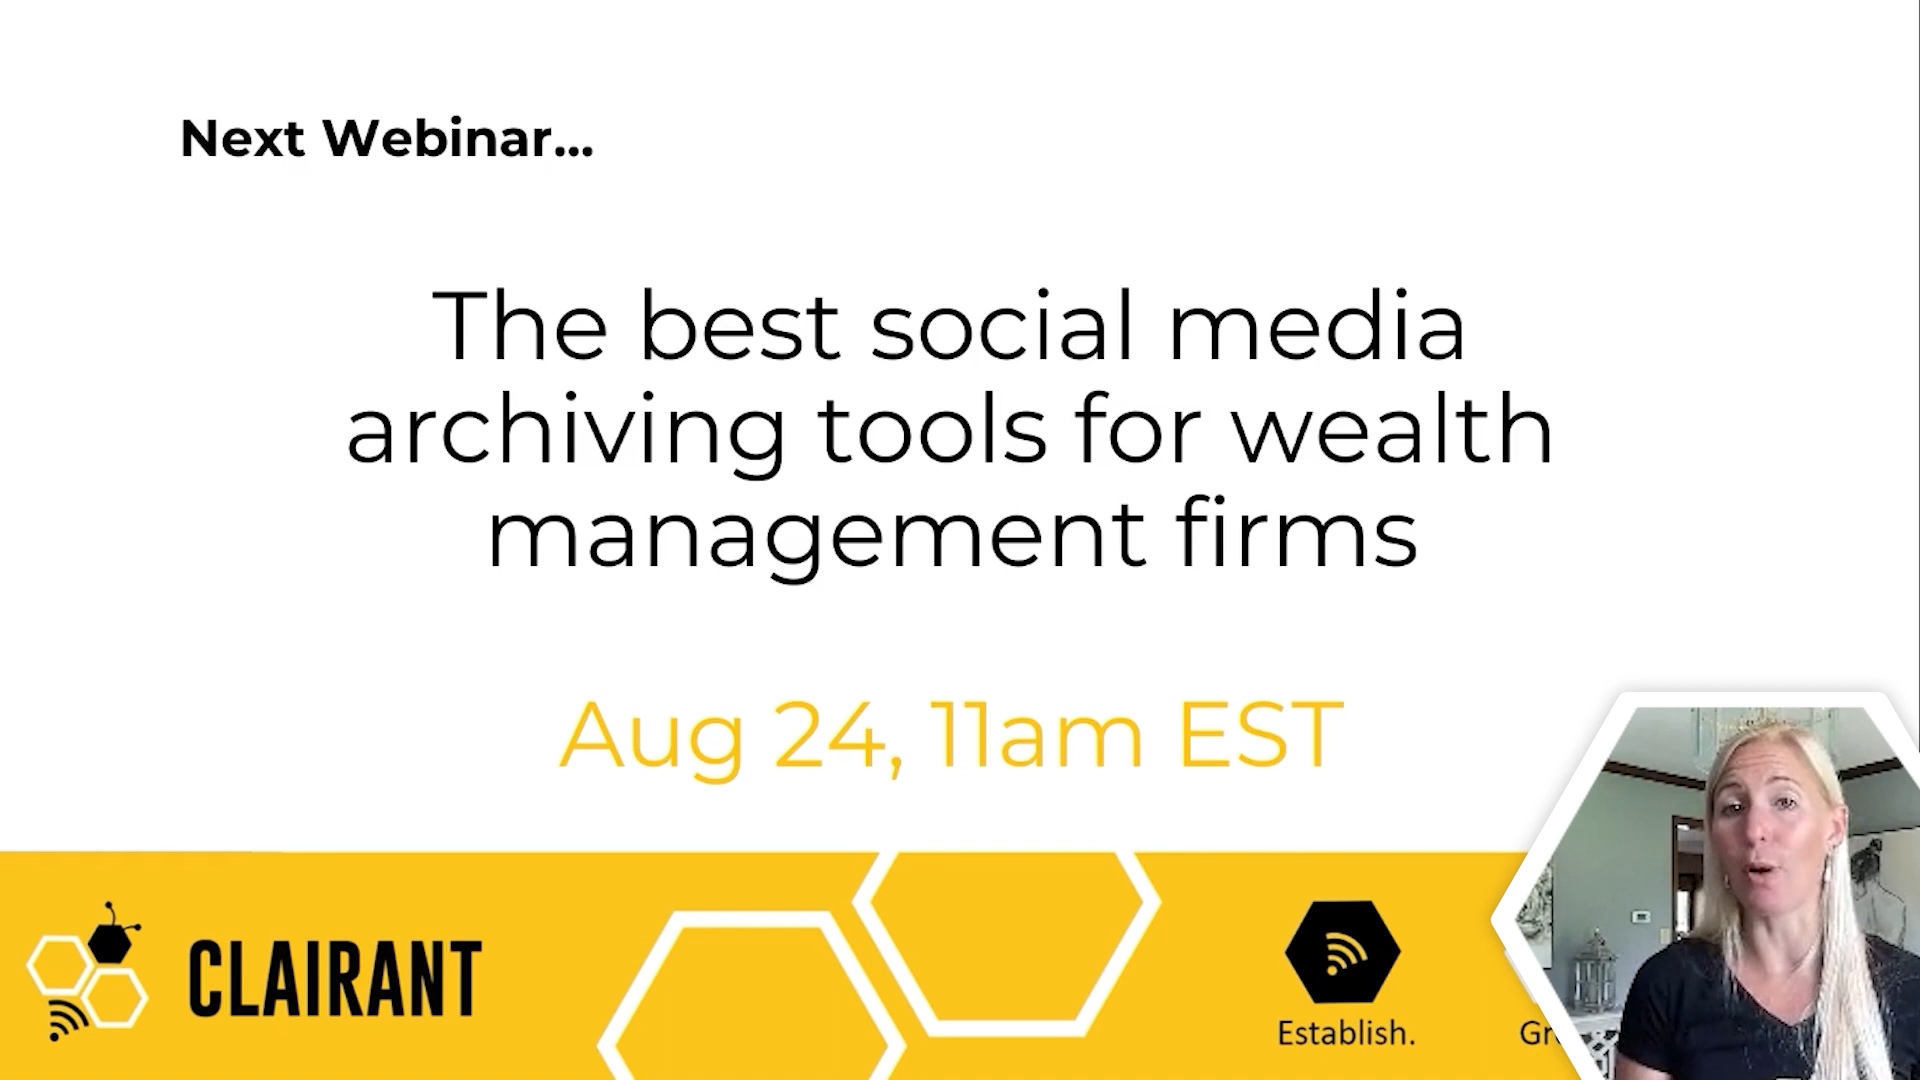 Next Webinar...
The best social media
archiving tools for wealth
management firms
Aug 24, 11am EST
CLAIRANT
Establish.